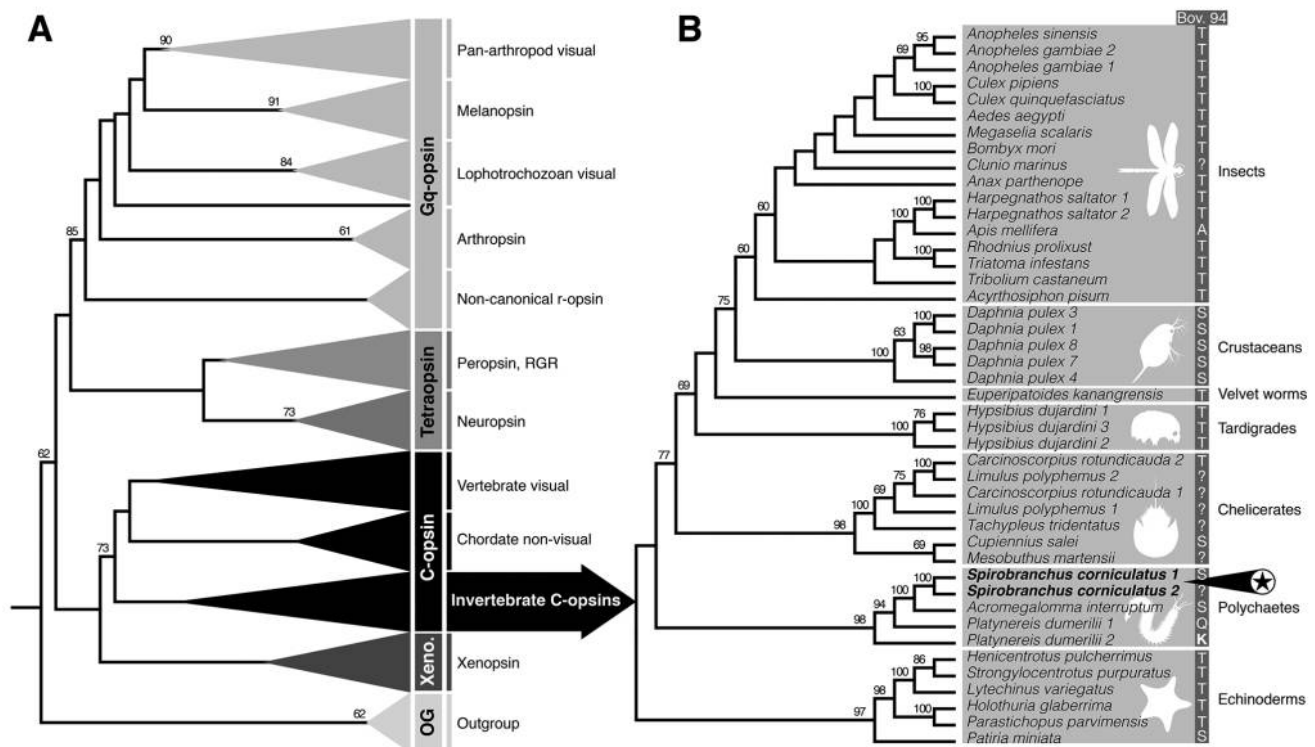 A
90
Pan-arthropod visual
91
Melanopsin
84
Lophotrochozoan visual
Gq-opsin
61
Arthropsin
85
Non-canonical r-opsin
Peropsin, RGR
Tetraopsin
73
Neuropsin
62
Vertebrate visual
C-opsin
Chordate non-visual
73
Invertebrate C-opsins
Xeno.
Xenopsin
OG
62
Outgroup
B
Bov. 94
95
Anopheles sinensis T
69
Anopheles gambiae 2 T
Anopheles gambiae 1 T
100
Culex pipiens T
Culex quinquefasciatus T
Aedes aegypti T
Megaselia scalaris T
Bombyx mori T
Clunio marinus ?
Anax parthenope T
Insects
100
Harpegnathos saltator 1 T
60
100
Harpegnathos saltator 2 T
Apis mellifera A
60
100
Rhodnius prolixust T
Triatoma infestans T
Tribolium castaneum T
Acyrthosiphon pisum T
75
100
Daphnia pulex 3 S
63
Daphnia pulex 1 S
Daphnia pulex 8 S
100
98
Daphnia pulex 7 S
Daphnia pulex 4 S
Crustaceans
69
Euperipatoides kanangrensis T
Velvet worms
76
Hypsibius dujardini 1 T
100
Hypsibius dujardini 3 T
Hypsibius dujardini 2 T
Tardigrades
77
100
Carcinoscorpius rotundicauda 2 T
75
Limulus polyphemus 2 ?
69
Carcinoscorpius rotundicauda 1 ?
100
Limulus polyphemus 1 ?
98
Tachypleus tridentatus ?
69
Cupiennius salei S
Mesobuthus martensii ?
Chelicerates
100
Spirobranchus corniculatus 1 S
100
Spirobranchus corniculatus 2 ?
94
Acromegalomma interruptum S
98
Platynereis dumerilii 1 Q
Platynereis dumerilii 2 K
Polychaetes
86
Henicentrotus pulcherrimus T
100
Strongylocentrotus purpuratus T
98
Lytechinus variegatus T
100
Holothuria glaberrima T
97
Parastichopus parvimensis T
Patiria miniata S
Echinoderms